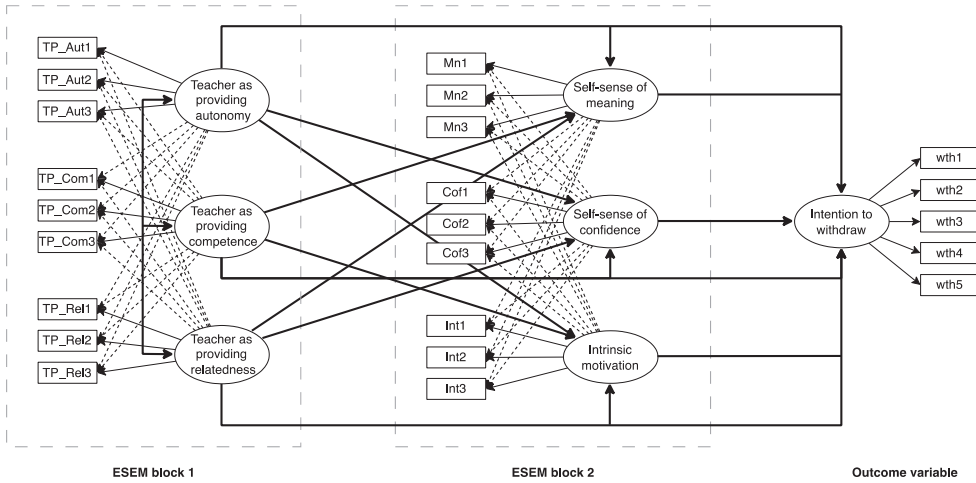 TP_Aut1
TP_Aut2
TP_Aut3
TP_Com1
TP_Com2
TP_Com3
TP_Rel1
TP_Rel2
TP_Rel3
Teacher as
providing
autonomy
Teacher as
providing
competence
Teacher as
providing
relatedness
Mn1
Mn2
Mn3
Cof1
Cof2
Cof3
Int1
Int2
Int3
Self-sense of
meaning
Self-sense of
confidence
Intrinsic
motivation
Intention to
withdraw
wth1
wth2
wth3
wth4
wth5
ESEM block 1
ESEM block 2
Outcome variable